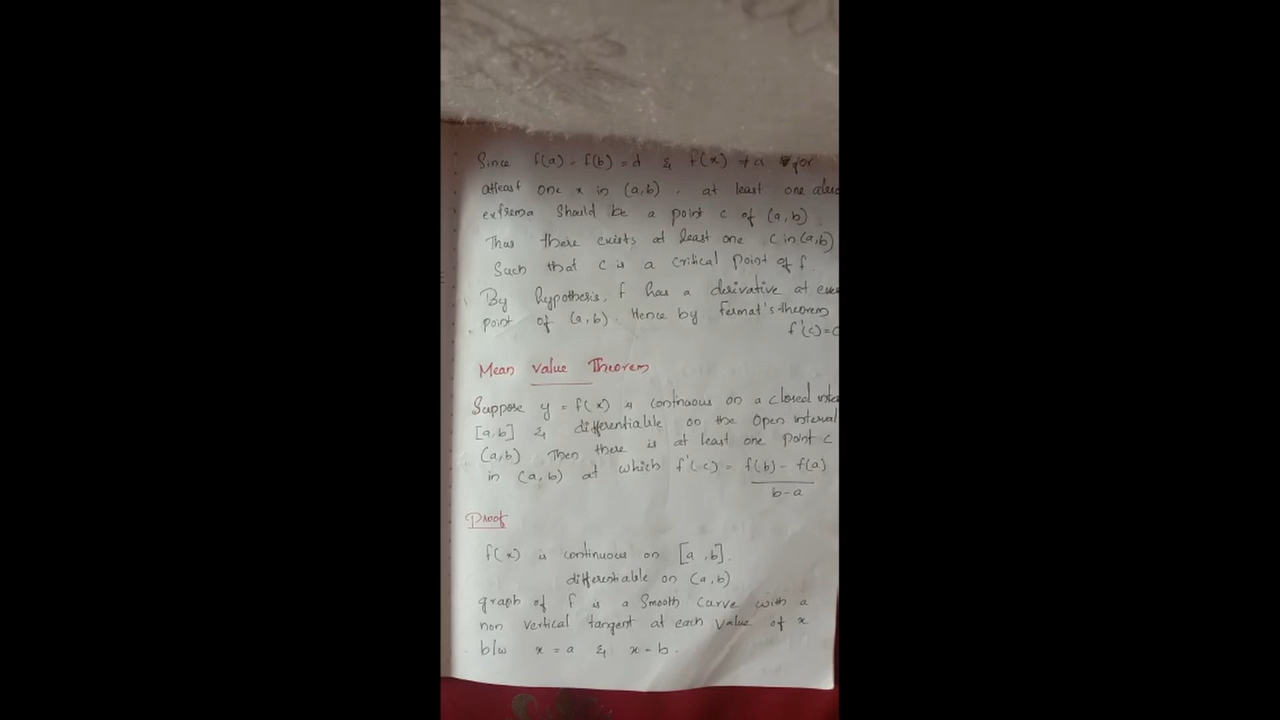 Since f(a) = f(b) = d & f(x) ≠ d for
atleast one x in (a,b). at least one
extrema should be a point c of (a,b).
Thus there exists at least one c in (a,b)
Such that c is a critical point of f.
By hypothesis, f has a derivative at
point of (a,b). Hence by Fermat's theorem
f'(c) =
Mean Value Theorem
Suppose y = f(x) is continuous on a closed
[a,b] & differentiable on the open interval
(a,b) Then there is at least one point c
in (a,b) at which f'(c) = f(b) - f(a)
b-a
Proof
f(x) is continuous on [a,b].
differentiable on (a,b)
graph of f is a smooth curve with a
non vertical tangent at each value of x
b/w x = a & x = b.